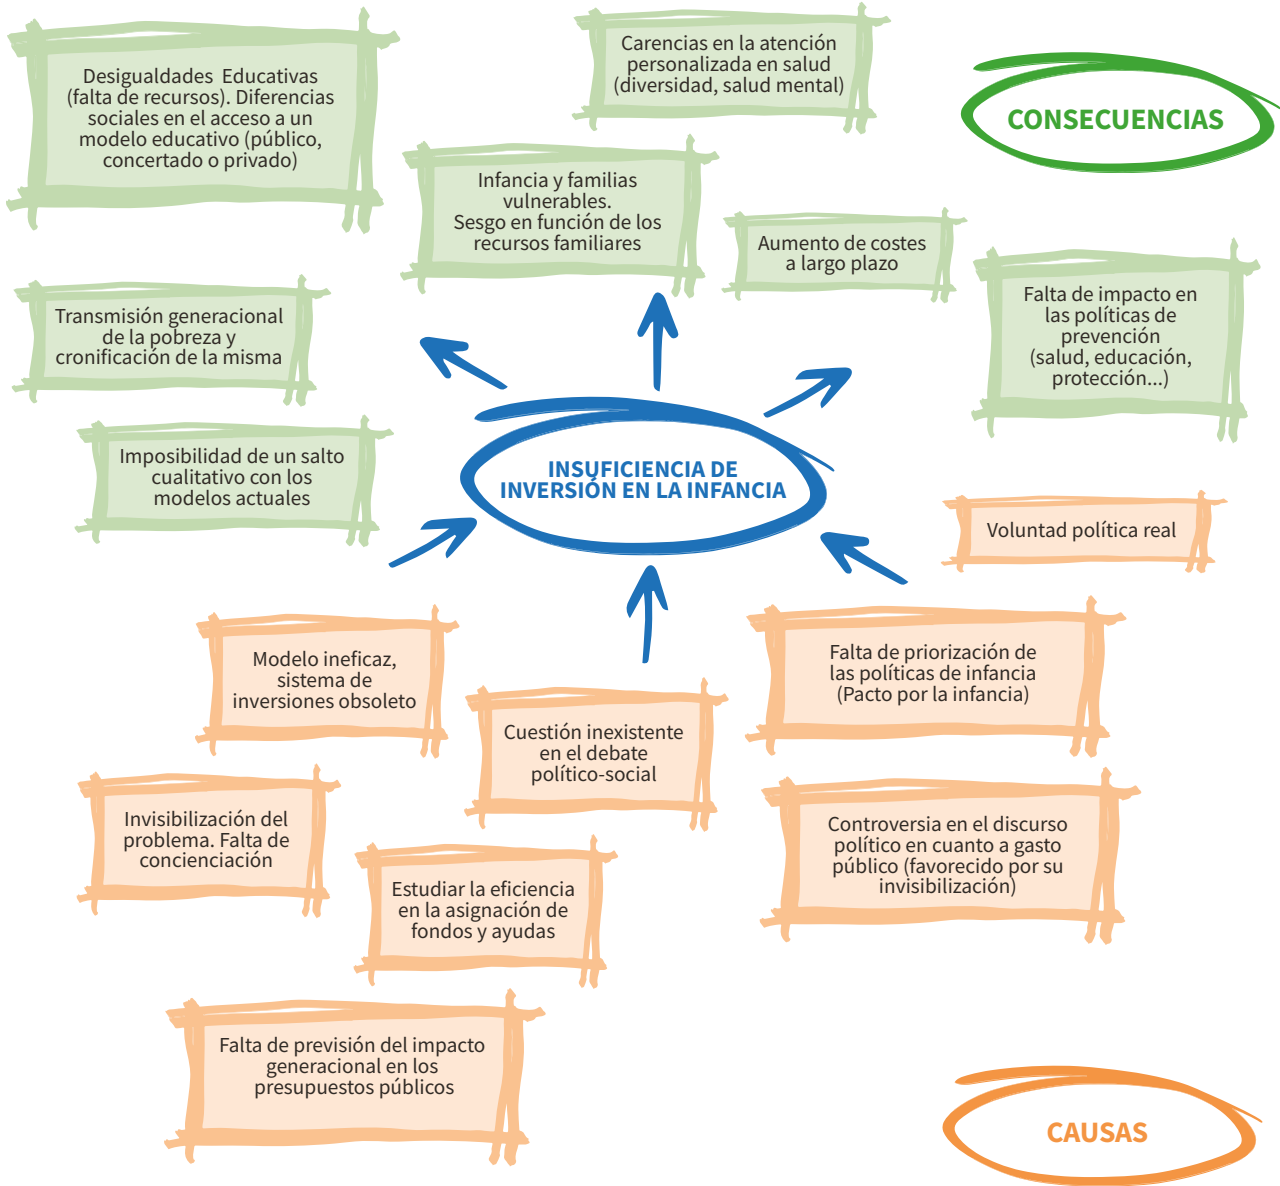 Desigualdades Educativas
(falta de recursos). Diferencias
sociales en el acceso a un
modelo educativo (público,
concertado o privado)
Carencias en la atención
personalizada en salud
(diversidad, salud mental)
CONSECUENCIAS
Infancia y familias
vulnerables.
Sesgo en función de los
recursos familiares
Aumento de costes
a largo plazo
Falta de impacto en
las políticas de
prevención
(salud, educación,
protección...)
Transmisión generacional
de la pobreza y
cronificación de la misma
Imposibilidad de un salto
cualitativo con los
modelos actuales
INSUFICIENCIA DE
INVERSIÓN EN LA INFANCIA
Voluntad política real
Modelo ineficaz,
sistema de
inversiones obsoleto
Falta de priorización de
las políticas de infancia
(Pacto por la infancia)
Cuestión inexistente
en el debate
político-social
Invisibilización del
problema. Falta de
concienciación
Controversia en el discurso
político en cuanto a gasto
público (favorecido por su
invisibilización)
Estudiar la eficiencia
en la asignación de
fondos y ayudas
Falta de previsión del impacto
generacional en los
presupuestos públicos
CAUSAS